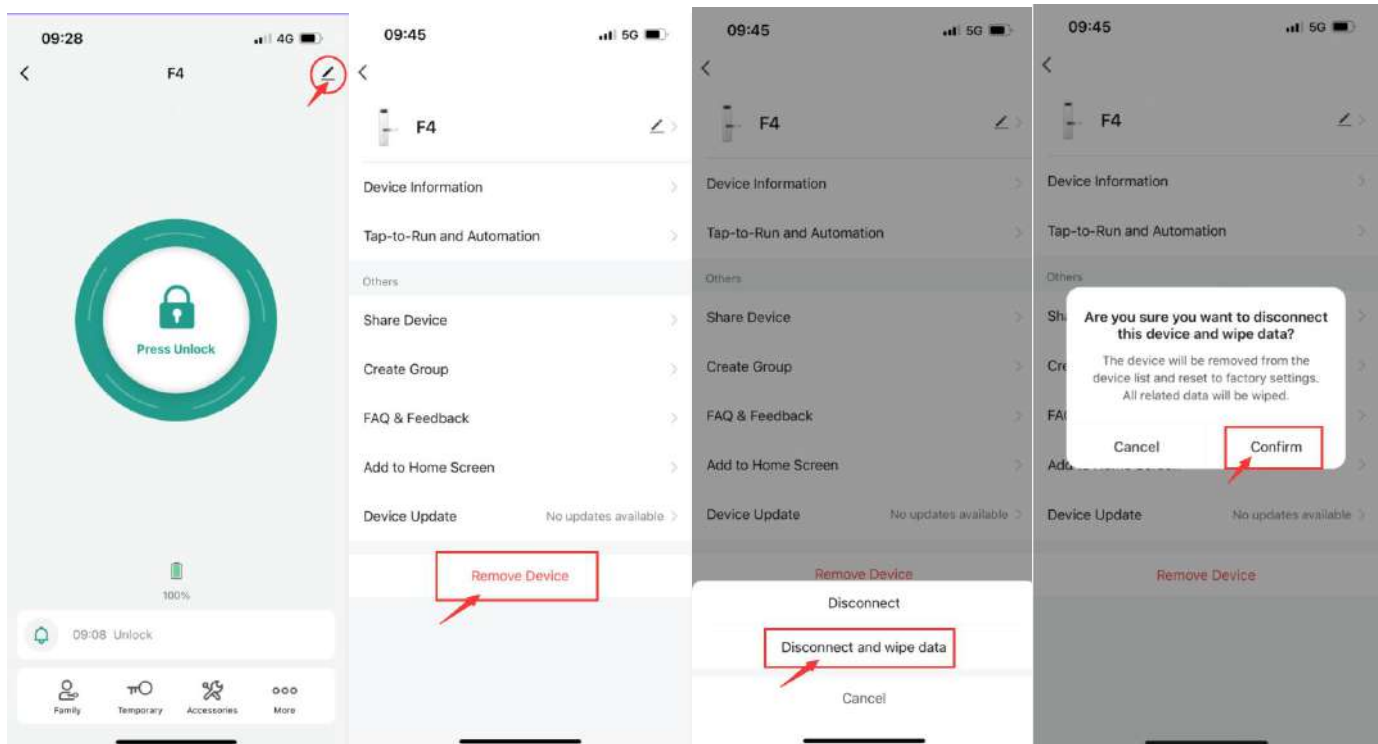 09:28
4G
F4
Press Unlock
100%
09:08 Unlock
Family
Temporary
Accessories
More
09:45
5G
F4
Device Information
Tap-to-Run and Automation
Others
Share Device
Create Group
FAQ & Feedback
Add to Home Screen
Device Update
No updates available
Remove Device
09:45
5G
F4
Device Information
Tap-to-Run and Automation
Others
Share Device
Create Group
FAQ & Feedback
Add to Home Screen
Device Update
No updates available
Remove Device
Disconnect
Disconnect and wipe data
Cancel
09:45
5G
F4
Device Information
Tap-to-Run and Automation
Others
Are you sure you want to disconnect
this device and wipe data?
The device will be removed from the
device list and reset to factory settings.
All related data will be wiped.
Cancel
Confirm
Device Update
No updates available
Remove Device